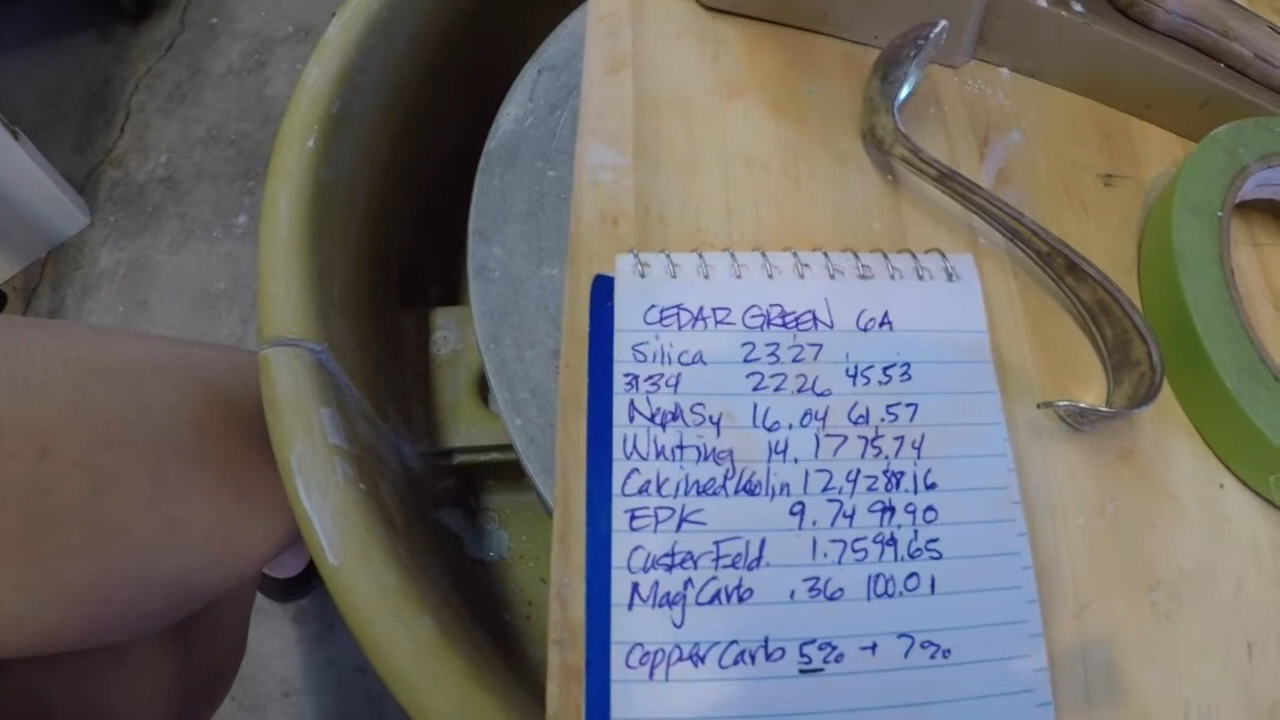 CEDAR GREEN 6A
Silica 23.27
3134 22.26 45.53
Neph Sy 16.04 61.57
Whiting 14.17 75.74
Calcined Kaolin 12.42 88.16
EPK 9.74 97.90
Custer Feld. 1.75 99.65
Mag Carb .36 100.01
Copper Carb 5% + 7%